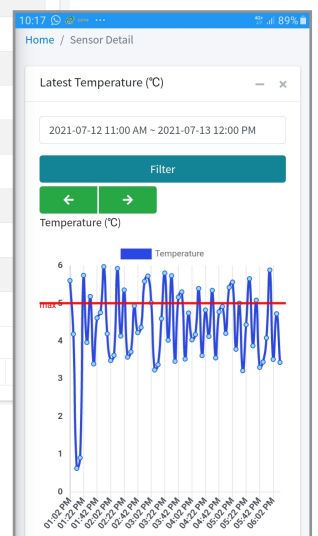 10:17
89%
Home / Sensor Detail
Latest Temperature (℃)
2021-07-12 11:00 AM ~ 2021-07-13 12:00 PM
Filter
Temperature (℃)
Temperature
6
max 5
4
3
2
1
0
01:02 PM
01:22 PM
01:42 PM
02:02 PM
02:22 PM
02:42 PM
03:02 PM
03:22 PM
03:42 PM
04:02 PM
04:22 PM
04:42 PM
05:02 PM
05:22 PM
05:42 PM
06:02 PM